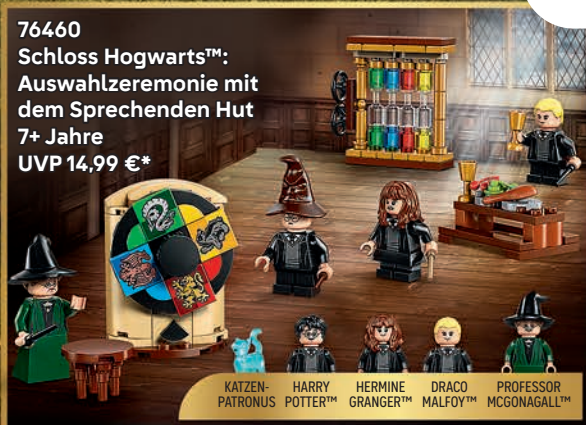 76460
Schloss Hogwarts™:
Auswahlzeremonie mit
dem Sprechenden Hut
7+ Jahre
UVP 14,99 €*
KATZEN-
PATRONUS
HARRY
POTTER™
HERMINE
GRANGER™
DRACO
MALFOY™
PROFESSOR
MCGONAGALL™